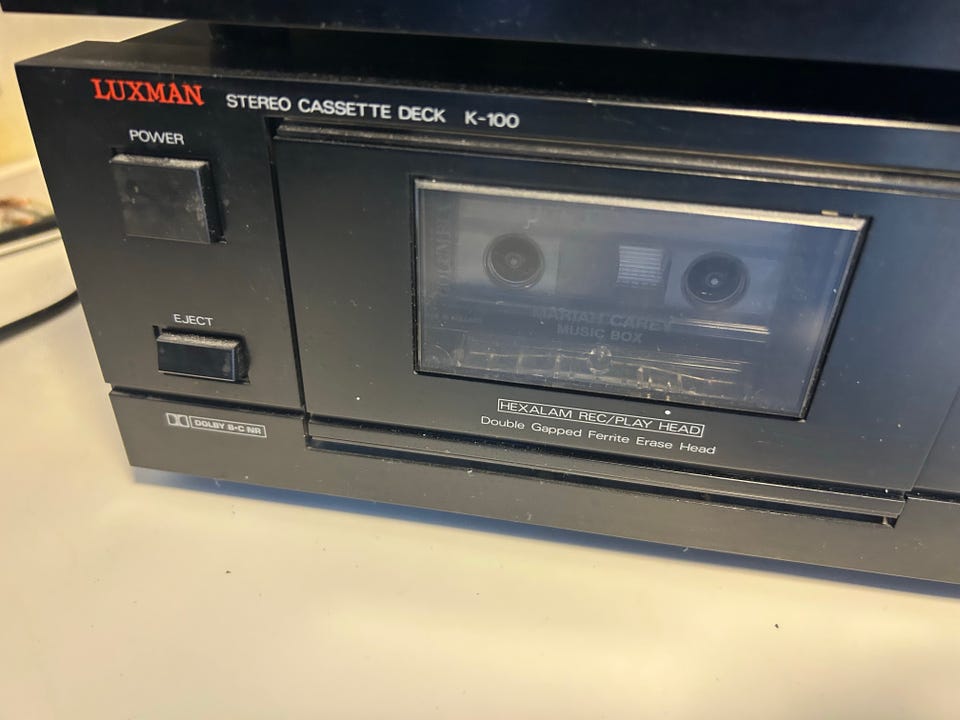 LUXMAN STEREO CASSETTE DECK K-100
POWER
EJECT
MARIAH CAREY
MUSIC BOX
HEXALAM REC/PLAY HEAD
Double Gapped Ferrite Erase Head
DOLBY B·C NR